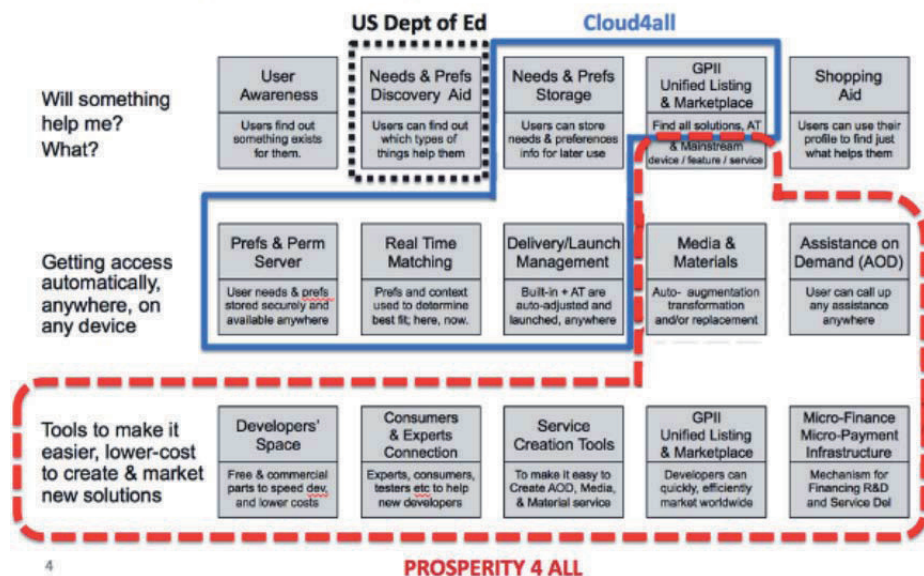 US Dept of Ed
Cloud4all
Will something
help me?
What?
User
Awareness
Users find out
something exists
for them.
Needs & Prefs
Discovery Aid
Users can find out
which types of
things help them
Needs & Prefs
Storage
Users can store
needs & preferences
info for later use
GPII
Unified Listing
& Marketplace
Find all solutions, AT
& Mainstream
device / feature / service
Shopping
Aid
Users can use their
profile to find just
what helps them
Getting access
automatically,
anywhere, on
any device
Prefs & Perm
Server
User needs & prefs
stored securely and
available anywhere
Real Time
Matching
Prefs and context
used to determine
best fit; here, now.
Delivery/Launch
Management
Built-in + AT are
auto-adjusted and
launched, anywhere
Media &
Materials
Auto- augmentation
transformation
and/or replacement
Assistance on
Demand (AOD)
User can call up
any assistance
anywhere
Tools to make it
easier, lower-cost
to create & market
new solutions
Developers'
Space
Free & commercial
parts to speed dev,
and lower costs
Consumers
& Experts
Connection
Experts, consumers,
testers etc to help
new developers
Service
Creation Tools
To make it easy to
Create AOD, Media,
& Material service
GPII
Unified Listing
& Marketplace
Developers can
quickly, efficiently
market worldwide
Micro-Finance
Micro-Payment
Infrastructure
Mechanism for
Financing R&D
and Service Del
4
PROSPERITY 4 ALL